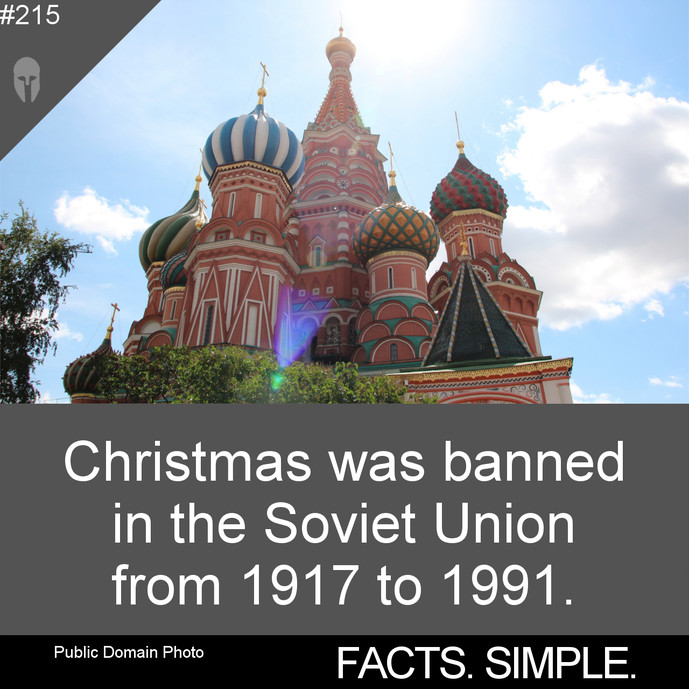 #215
Christmas was banned
in the Soviet Union
from 1917 to 1991.
Public Domain Photo
FACTS. SIMPLE.